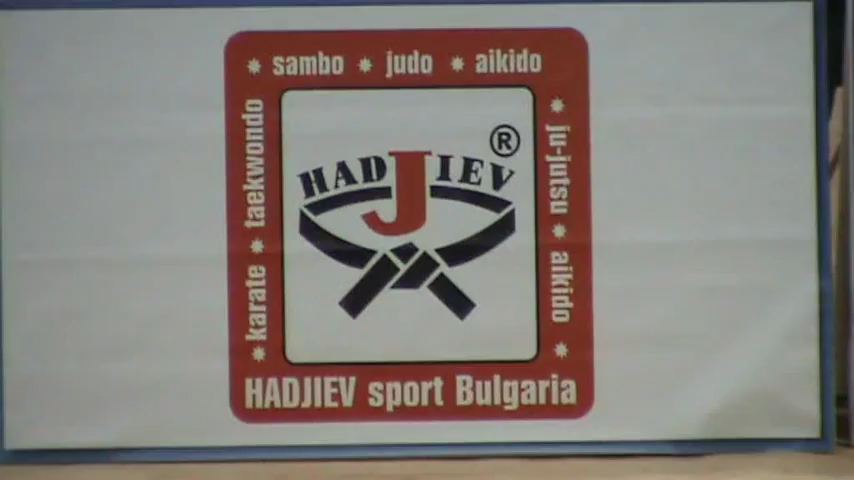 * sambo * judo * aikido
* karate * taekwondo
* ju-jutsu * aikido *
HADJIEV ®
HADJIEV sport Bulgaria